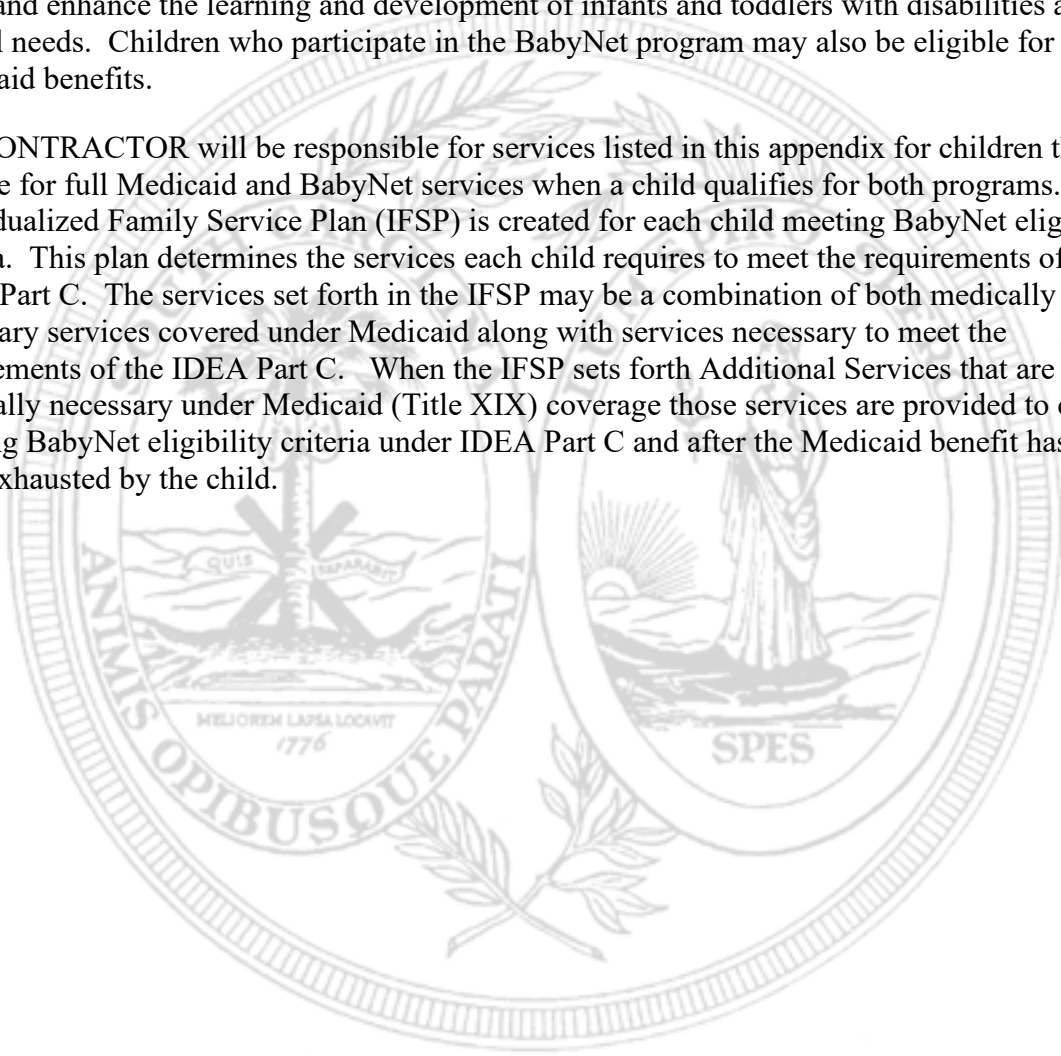 and enhance the learning and development of infants and toddlers with disabilities a
l needs.  Children who participate in the BabyNet program may also be eligible for
aid benefits.
ONTRACTOR will be responsible for services listed in this appendix for children t
e for full Medicaid and BabyNet services when a child qualifies for both programs.
dualized Family Service Plan (IFSP) is created for each child meeting BabyNet elig
a.  This plan determines the services each child requires to meet the requirements of
Part C.  The services set forth in the IFSP may be a combination of both medically
ary services covered under Medicaid along with services necessary to meet the
ements of the IDEA Part C.   When the IFSP sets forth Additional Services that are
ally necessary under Medicaid (Title XIX) coverage those services are provided to
ng BabyNet eligibility criteria under IDEA Part C and after the Medicaid benefit has
xhausted by the child.
QUIS SEPARABIT
ANIMIS OPIBUSQUE PARATI
MELIOREM LAPSA LOCAVIT
1776
SPES